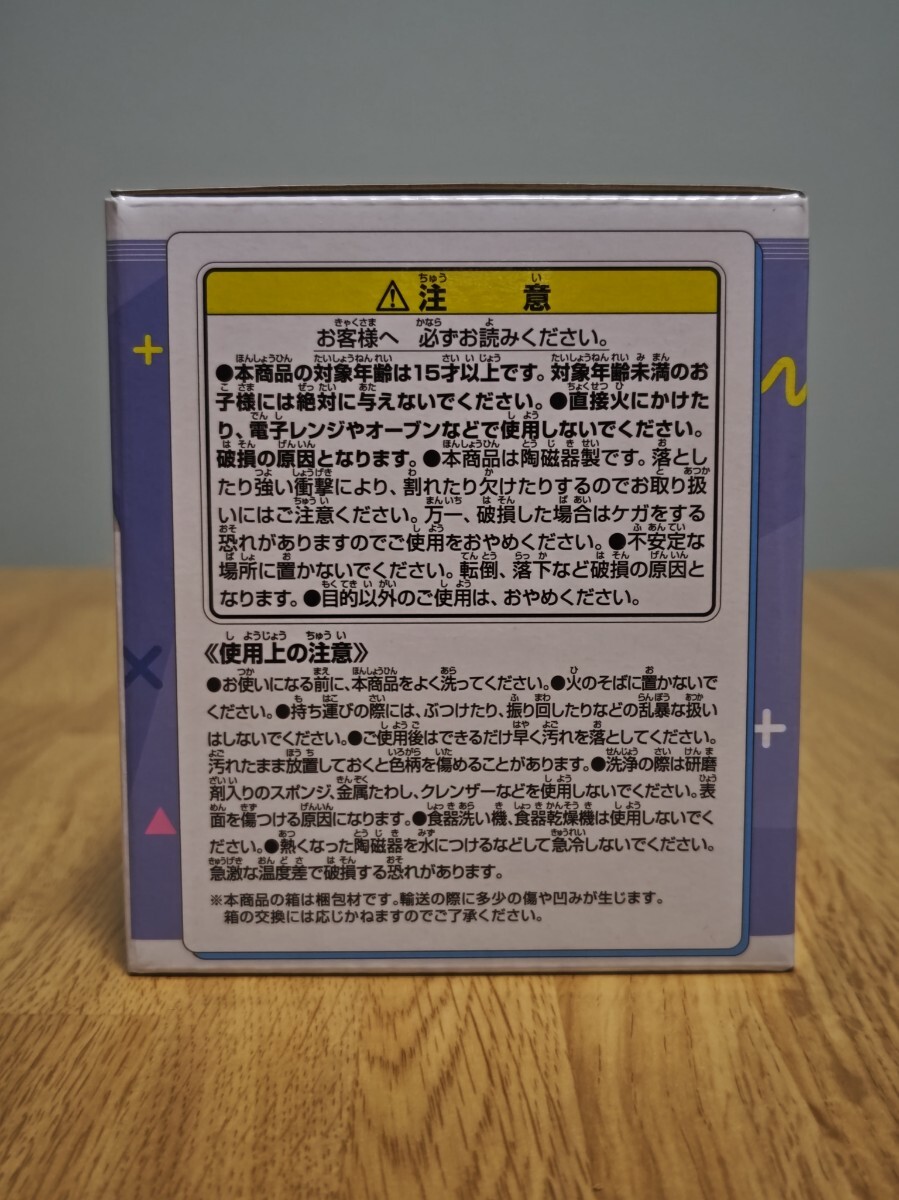 ⚠注意
お客様へ 必ずお読みください。
●本商品の対象年齢は15才以上です。対象年齢未満のお
子様には絶対に与えないでください。●直接火にかけた
り、電子レンジやオーブンなどで使用しないでください。
破損の原因となります。●本商品は陶磁器製です。落とし
たり強い衝撃により、割れたり欠けたりするのでお取り扱
いにはご注意ください。万一、破損した場合はケガをする
恐れがありますのでご使用をおやめください。●不安定な
場所に置かないでください。転倒、落下など破損の原因と
なります。●目的以外のご使用は、おやめください。
《使用上の注意》
●お使いになる前に、本商品をよく洗ってください。●火のそばに置かないで
ください。●持ち運びの際には、ぶつけたり、振り回したりなどの乱暴な扱い
はしないでください。●ご使用後はできるだけ早く汚れを落としてください。
汚れたまま放置しておくと色柄を傷めることがあります。●洗浄の際は研磨
剤入りのスポンジ、金属たわし、クレンザーなどを使用しないでください。表
面を傷つける原因になります。●食器洗い機、食器乾燥機は使用しないでく
ださい。●熱くなった陶磁器を水につけるなどして急冷しないでください。
急激な温度差で破損する恐れがあります。
※本商品の箱は梱包材です。輸送の際に多少の傷や凹みが生じます。
箱の交換には応じかねますのでご了承ください。